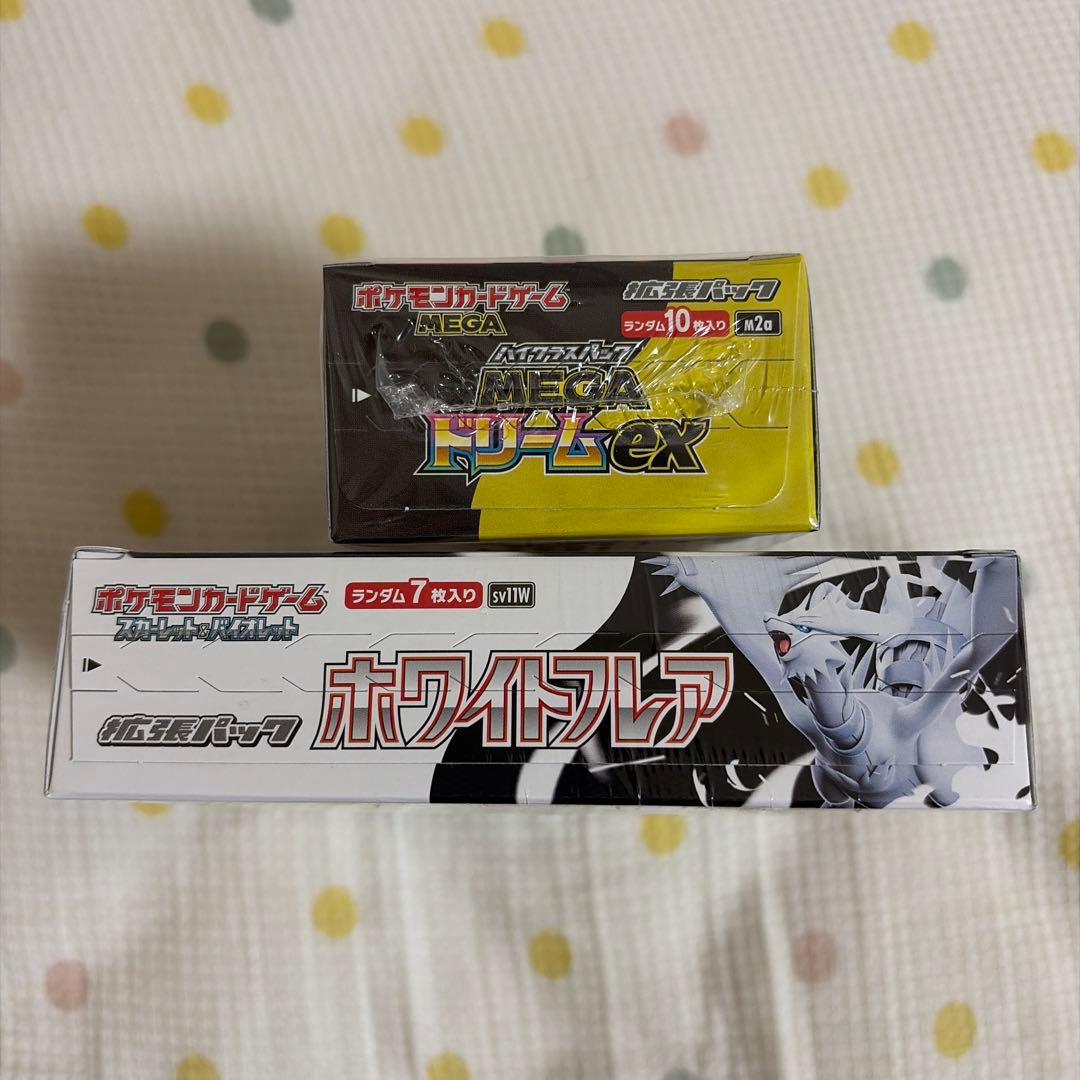 ポケモンカードゲーム
MEGA
拡張パック
ランダム10枚入り
M2a
ハイクラスパック
MEGA
ドリームex
ポケモンカードゲーム
スカーレット&バイオレット
ランダム7枚入り
SV11W
拡張パック
ホワイトフレア